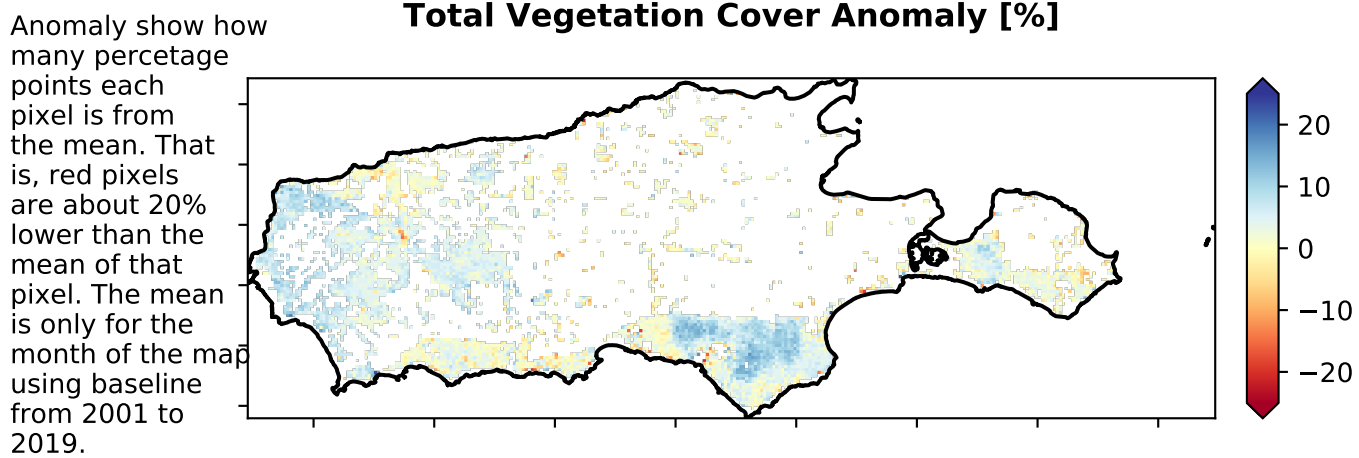 Total Vegetation Cover Anomaly [%]
Anomaly show how
many percetage
points each
pixel is from
the mean. That
is, red pixels
are about 20%
lower than the
mean of that
pixel. The mean
is only for the
month of the map
using baseline
from 2001 to
2019.
20
10
0
−10
−20